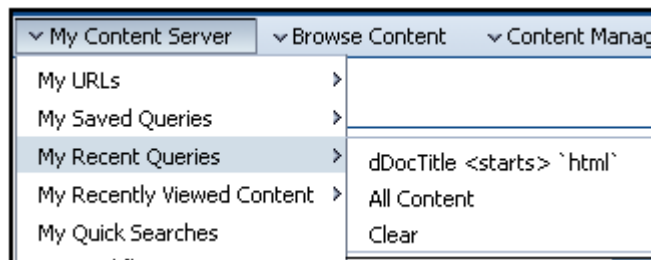 My Content Server Browse Content Content Manag
My URLs
My Saved Queries
My Recent Queries
dDocTitle <starts> `html`
My Recently Viewed Content
All Content
My Quick Searches
Clear